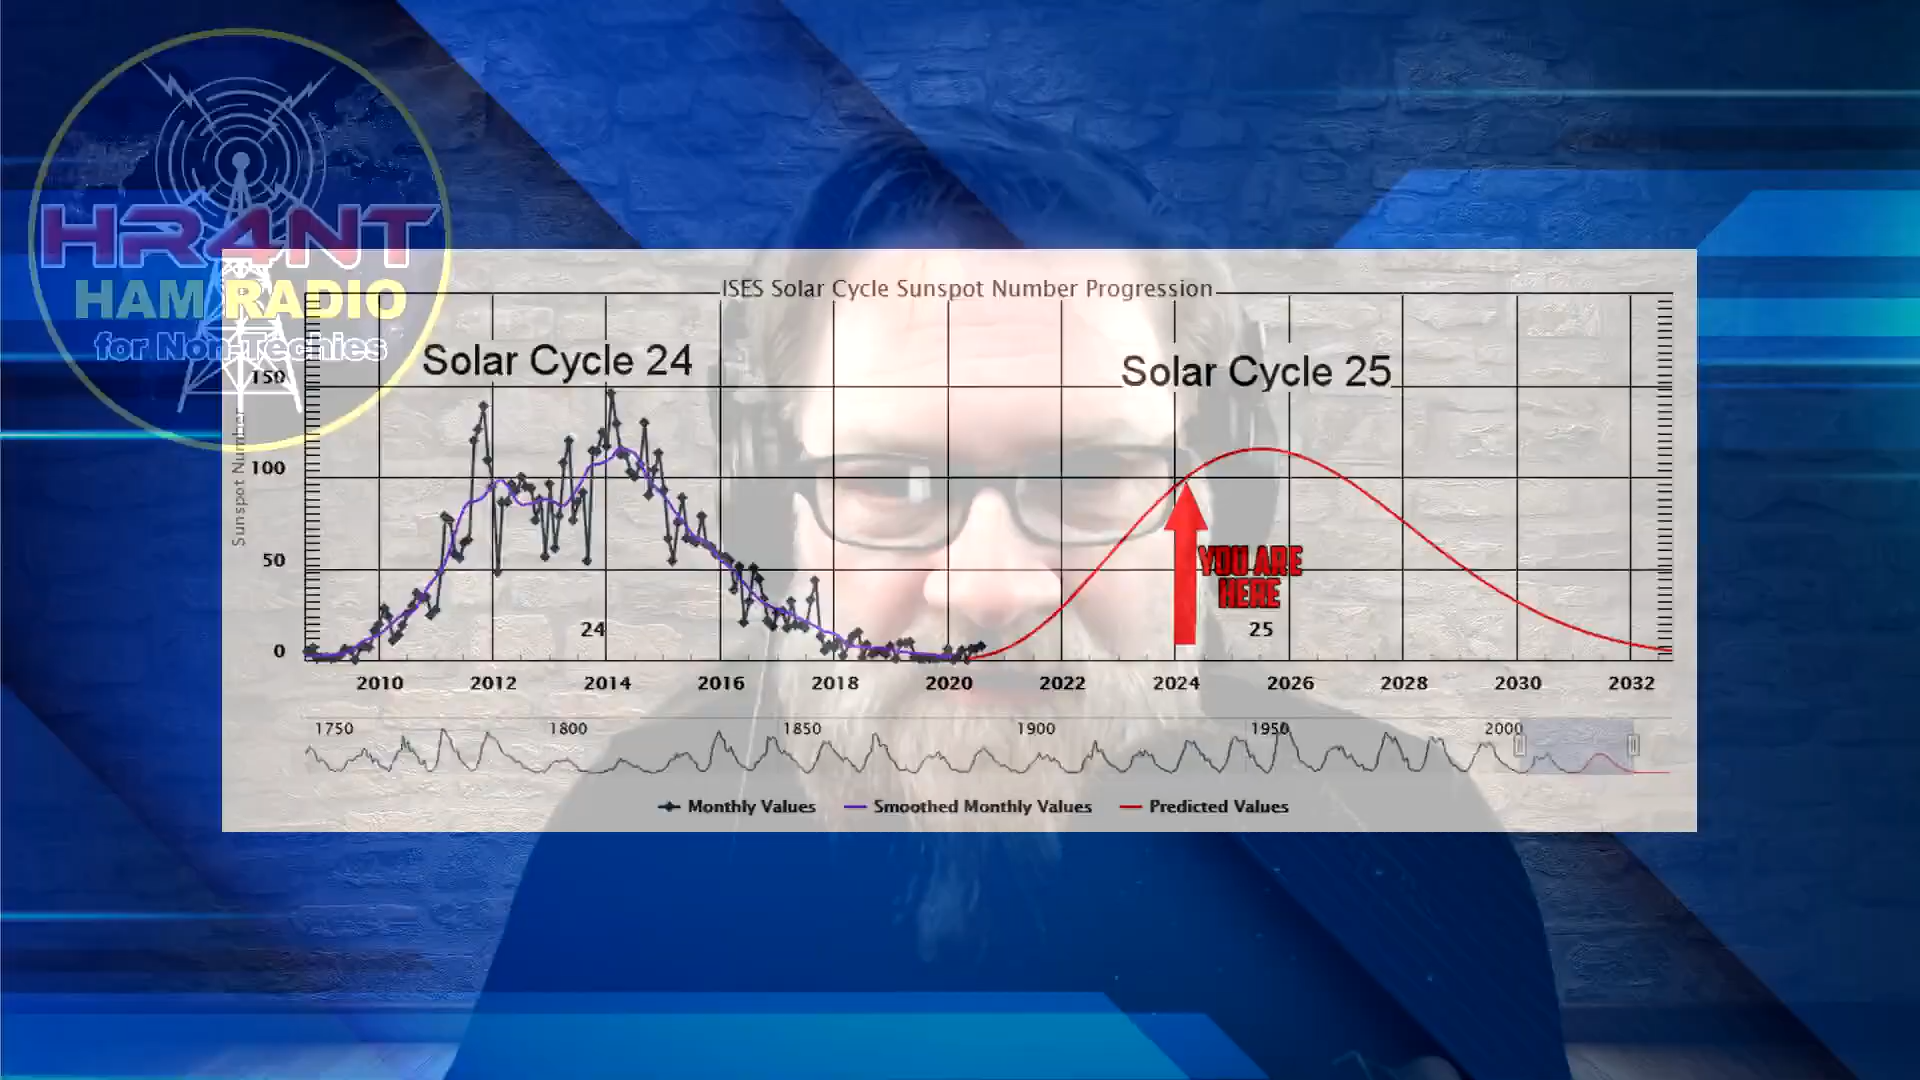 HR4NT
HAM RADIO
for Non-Techies
ISES Solar Cycle Sunspot Number Progression
Solar Cycle 24
Solar Cycle 25
Sunspot Number
150
100
50
0
YOU ARE
HERE
24
25
2010 2012 2014 2016 2018 2020 2022 2024 2026 2028 2030 2032
1750 1800 1850 1900 1950 2000
Monthly Values Smoothed Monthly Values Predicted Values